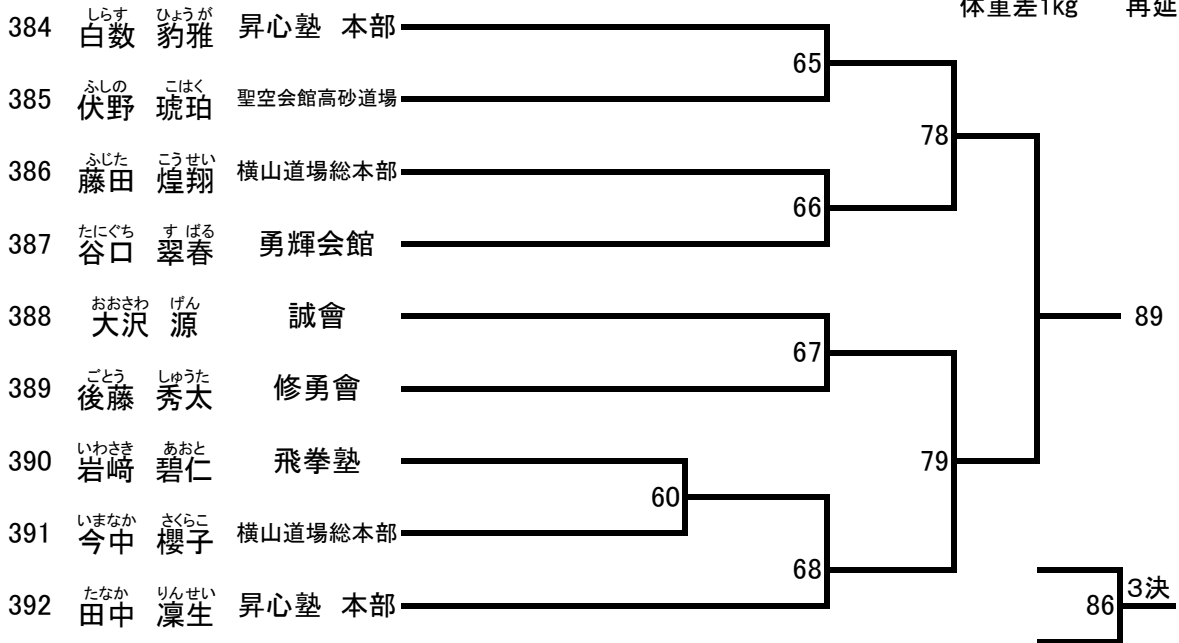 体重差1kg 再延
しらす ひょうが
384 白数 豹雅 昇心塾 本部
65
ふしの こはく
385 伏野 琥珀 聖空会館高砂道場
78
ふじた こうせい
386 藤田 煌翔 横山道場総本部
66
たにぐち すばる
387 谷口 翠春 勇輝会館
おおさわ げん
388 大沢 源 誠會
89
67
ごとう しゅうた
389 後藤 秀太 修勇會
いわさき あおと
390 岩﨑 碧仁 飛拳塾
79
60
いまなか さくらこ
391 今中 櫻子 横山道場総本部
68
たなか りんせい
392 田中 凜生 昇心塾 本部
86 3決